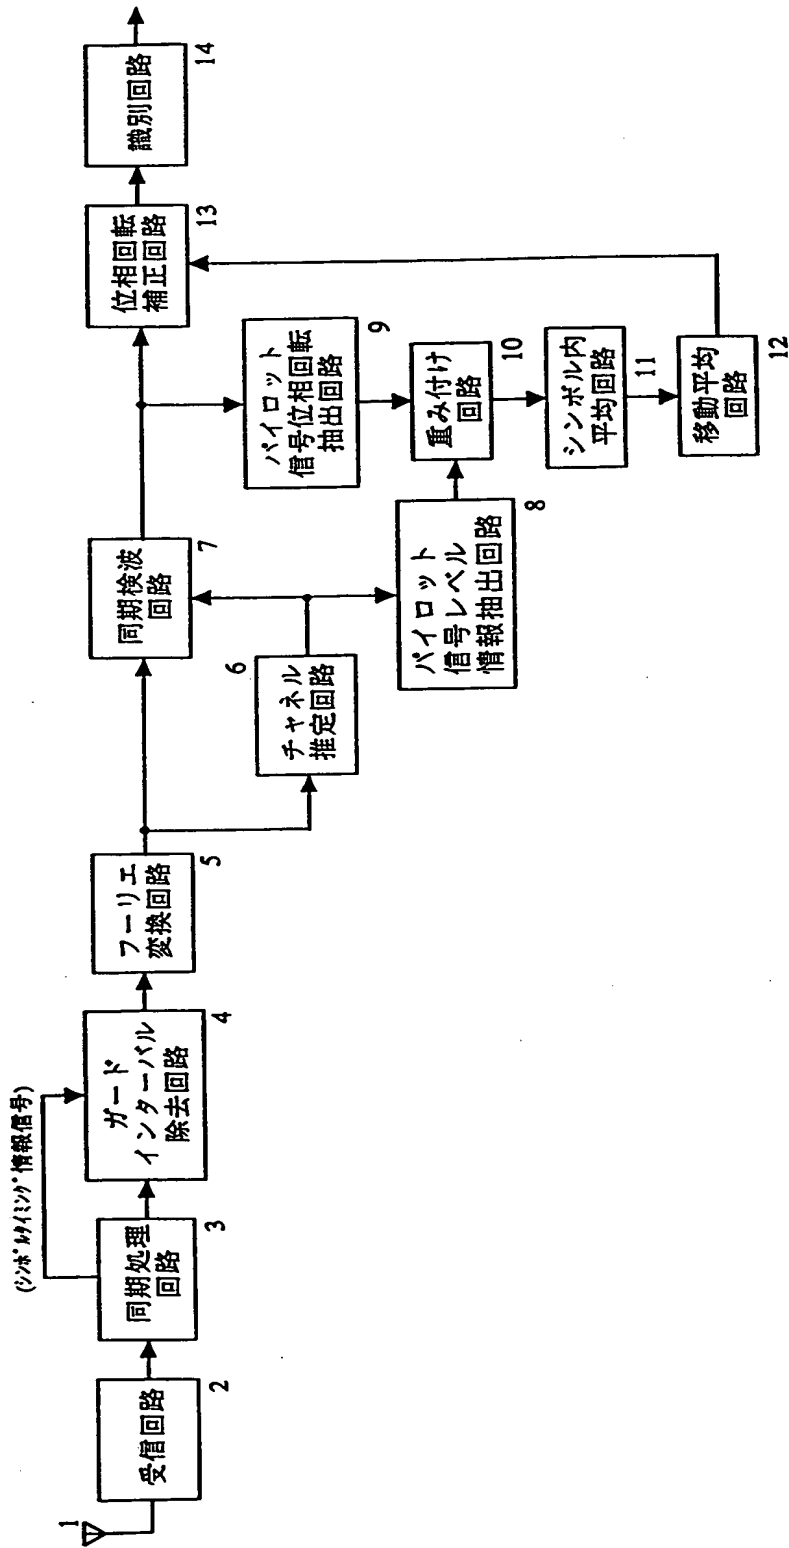 1
受信回路
2
(シンボルタイミング情報信号)
同期処理
回路
3
ガード
インターバル
除去回路
4
フーリエ
変換回路
5
チャネル
推定回路
6
同期検波
回路
7
パイロット
信号レベル
情報抽出回路
8
パイロット
信号位相回転
抽出回路
9
重み付け
回路
10
シンボル内
平均回路
11
移動平均
回路
12
位相回転
補正回路
13
識別回路
14